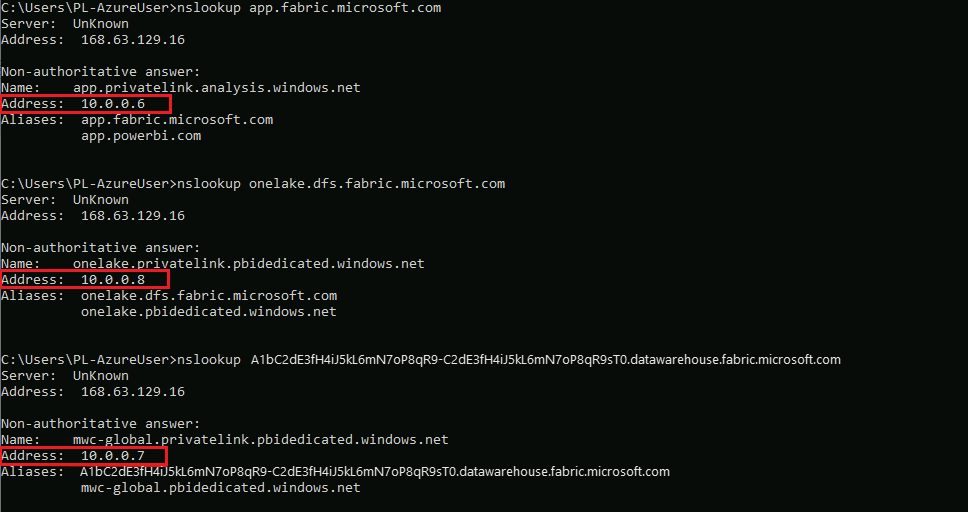 C:\Users\PL-AzureUser>nslookup app.fabric.microsoft.com
Server:  UnKnown
Address:  168.63.129.16
Non-authoritative answer:
Name:    app.privatelink.analysis.windows.net
Address:  10.0.0.6
Aliases:  app.fabric.microsoft.com
app.powerbi.com
C:\Users\PL-AzureUser>nslookup onelake.dfs.fabric.microsoft.com
Server:  UnKnown
Address:  168.63.129.16
Non-authoritative answer:
Name:    onelake.privatelink.pbidedicated.windows.net
Address:  10.0.0.8
Aliases:  onelake.dfs.fabric.microsoft.com
onelake.pbidedicated.windows.net
C:\Users\PL-AzureUser>nslookup A1bC2dE3fH4iJ5kL6mN7oP8qR9-C2dE3fH4iJ5kL6mN7oP8qR9sT0.datawarehouse.fabric.microsoft.com
Server:  UnKnown
Address:  168.63.129.16
Non-authoritative answer:
Name:    mwc-global.privatelink.pbidedicated.windows.net
Address:  10.0.0.7
Aliases:  A1bC2dE3fH4iJ5kL6mN7oP8qR9-C2dE3fH4iJ5kL6mN7oP8qR9sT0.datawarehouse.fabric.microsoft.com
mwc-global.pbidedicated.windows.net